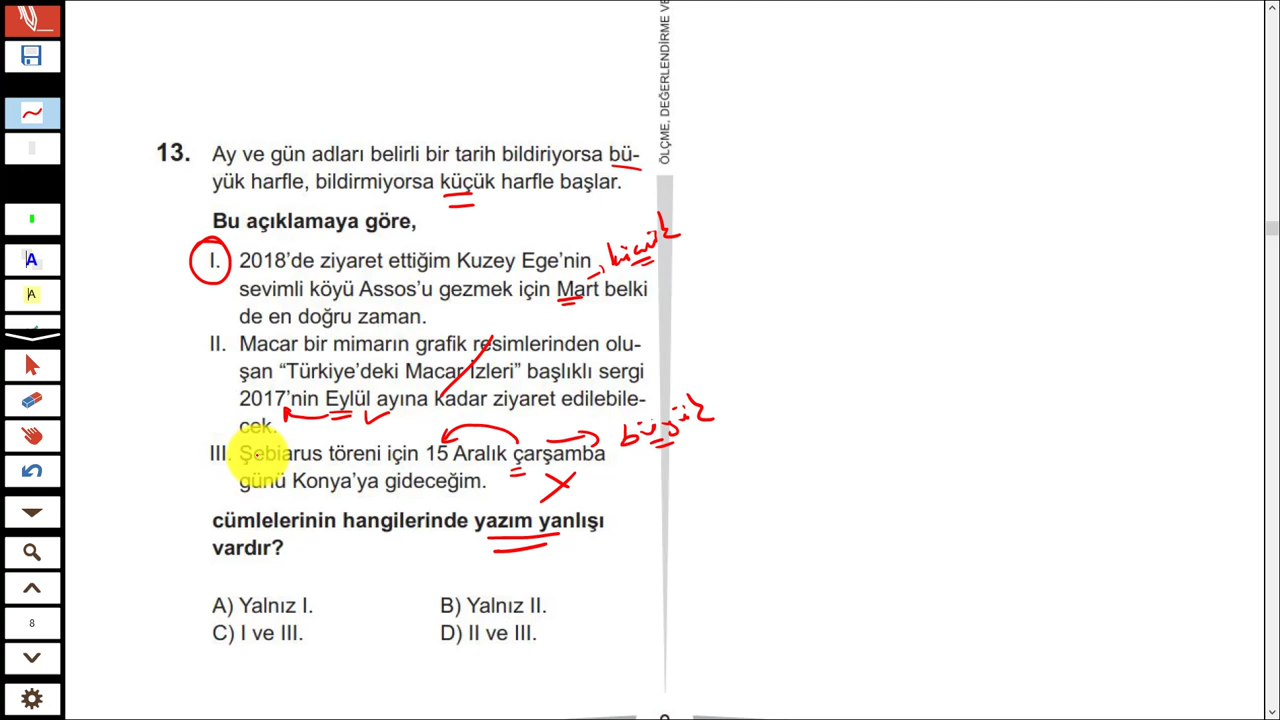 ÖLÇME, DEĞERLENDİRME VE
13. Ay ve gün adları belirli bir tarih bildiriyorsa bü-
yük harfle, bildirmiyorsa küçük harfle başlar.
Bu açıklamaya göre,
I. 2018’de ziyaret ettiğim Kuzey Ege’nin
küçük
sevimli köyü Assos’u gezmek için Mart belki
de en doğru zaman.
II. Macar bir mimarın grafik resimlerinden olu-
şan “Türkiye’deki Macar İzleri” başlıklı sergi
2017’nin Eylül ayına kadar ziyaret edilebile-
cek.
büyük
III. Şebiarus töreni için 15 Aralık çarşamba
günü Konya’ya gideceğim.
cümlelerinin hangilerinde yazım yanlışı
vardır?
A) Yalnız I. B) Yalnız II.
C) I ve III. D) II ve III.
A
A
8